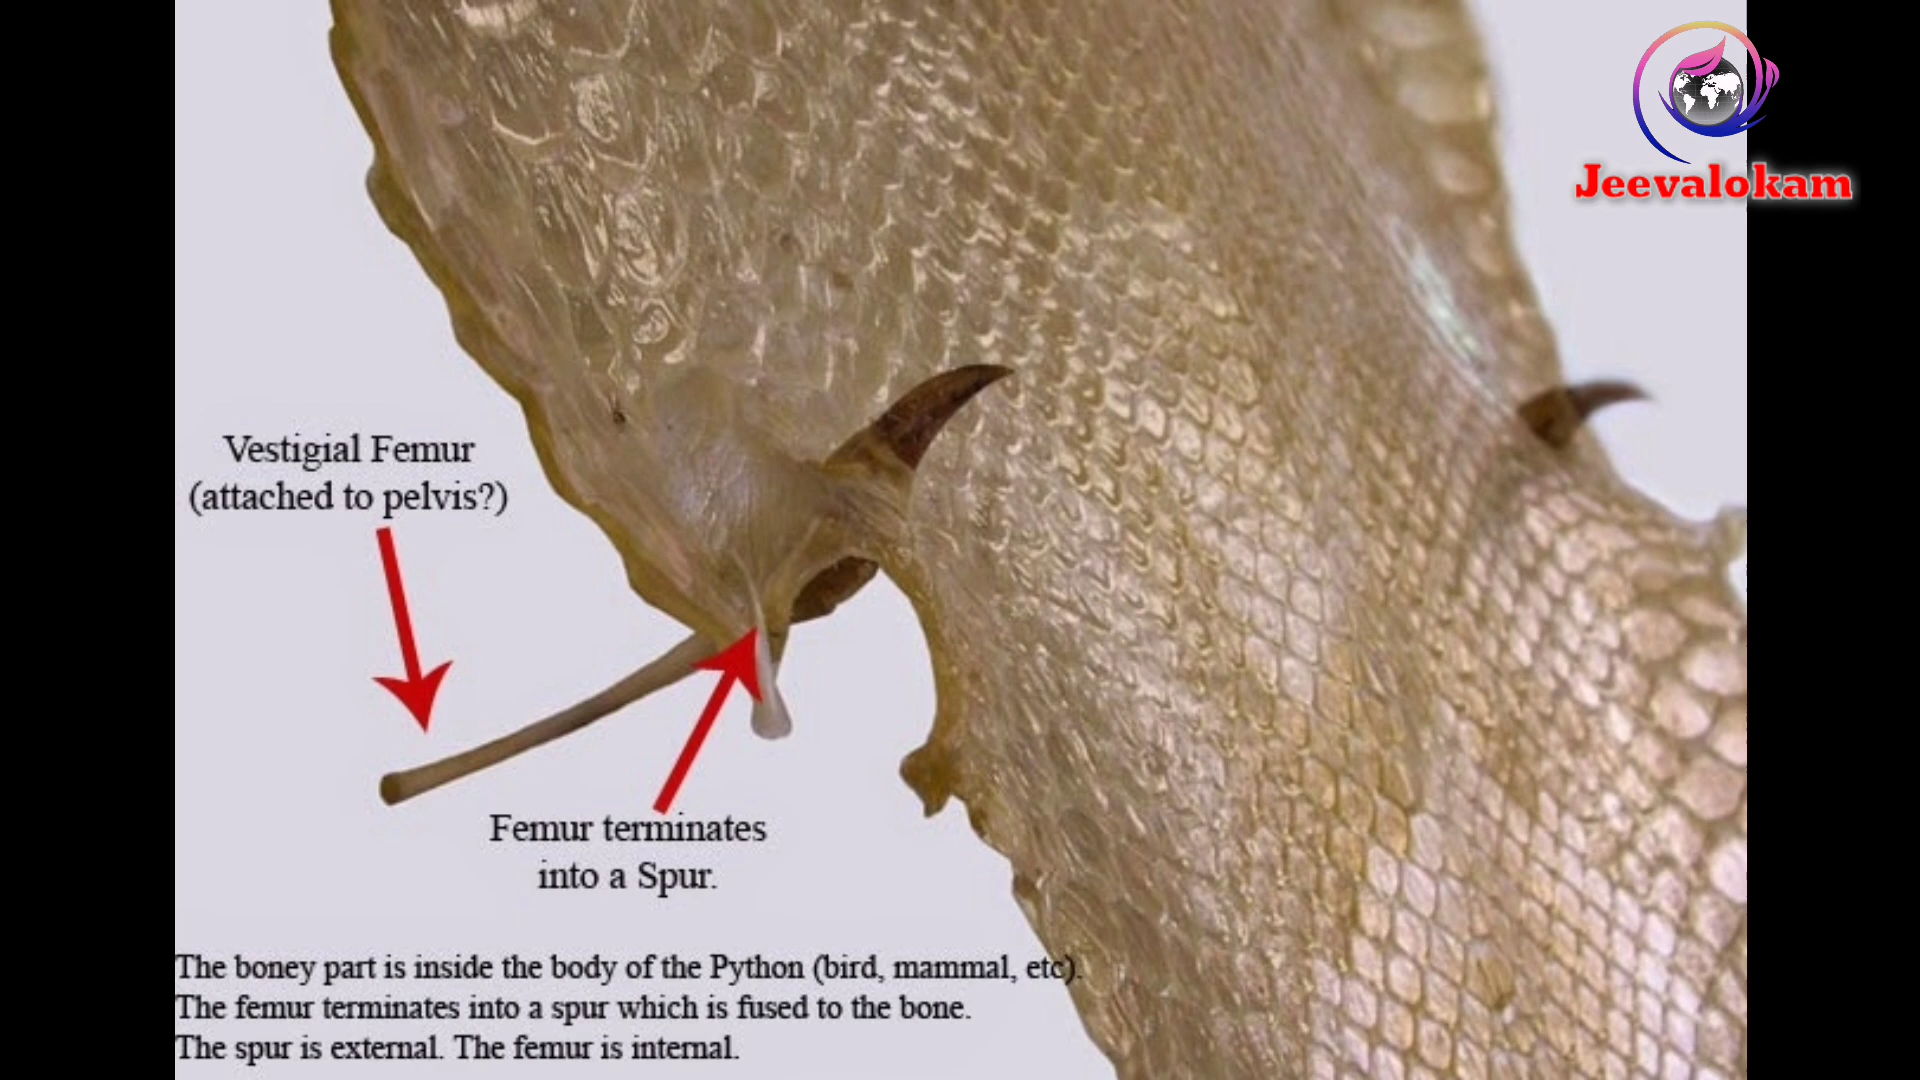 Jeevalokam
Vestigial Femur
(attached to pelvis?)
Femur terminates
into a Spur.
The boney part is inside the body of the Python (bird, mammal, etc).
The femur terminates into a spur which is fused to the bone.
The spur is external. The femur is internal.